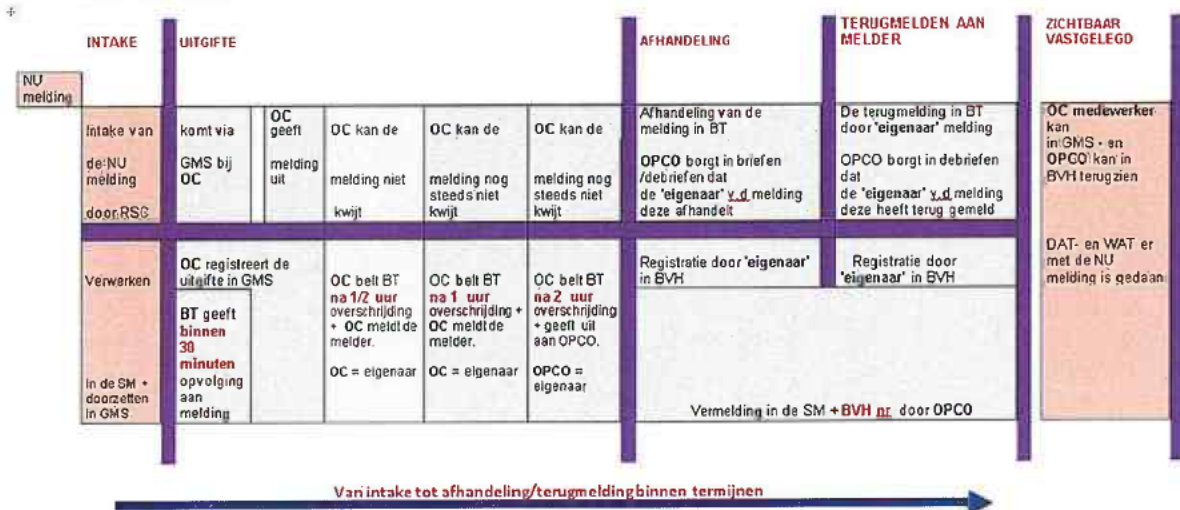 INTAKE
UITGIFTE
AFHANDELING
TERUGMELDEN AAN
MELDER
ZICHTBAAR
VASTGELEGD
NU
melding
Intake van
de NU
melding
door RSC
komt via
GMS bij
OC
OC
geeft
melding
uit
OC kan de
melding niet
kwijt
OC kan de
melding nog
steeds niet
kwijt
OC kan de
melding nog
steeds niet
kwijt
Afhandeling van de
melding in BT
OPCO borgt in briefen
/debriefen dat
de 'eigenaar' v.d melding
deze afhandelt
De terugmelding in BT
door 'eigenaar' melding
OPCO borgt in debriefen
dat
de 'eigenaar' v.d melding
deze heeft terug gemeld
OC medewerker
kan
in GMS - en
OPCO kan in
BVH terugzien
DAT- en WAT er
met de NU
melding is gedaan
Verwerken
In de SM +
doorzetten
in GMS
OC registreert de
uitgifte in GMS
BT geeft
binnen
30
minuten
opvolging
aan
melding
OC belt BT
na 1/2 uur
overschrijding
+ OC meldt de
melder.
OC = eigenaar
OC belt BT
na 1 uur
overschrijding +
OC meldt de
melder.
OC = eigenaar
OC belt BT
na 2 uur
overschrijding
+ geeft uit
aan OPCO.
OPCO =
eigenaar
Registratie door 'eigenaar'
in BVH
Registratie door
'eigenaar' in BVH
Vermelding in de SM + BVH nr door OPCO
Van intake tot afhandeling/terugmelding binnen termijnen